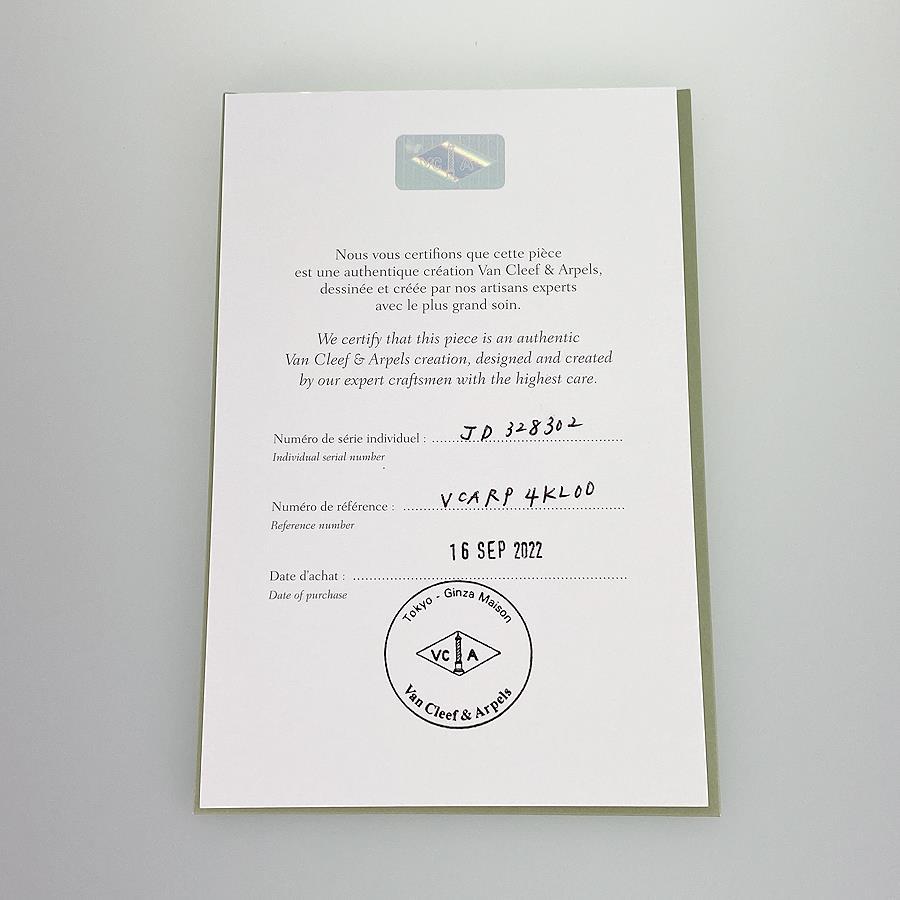 VC A
Nous vous certifions que cette pièce
est une authentique création Van Cleef & Arpels,
dessinée et créée par nos artisans experts
avec le plus grand soin.
We certify that this piece is an authentic
Van Cleef & Arpels creation, designed and created
by our expert craftsmen with the highest care.
Numéro de série individuel : JD 328302
Individual serial number
Numéro de référence : VCARP 4KL00
Reference number
16 SEP 2022
Date d'achat :
Date of purchase
Tokyo - Ginza Maison
VC A
Van Cleef & Arpels